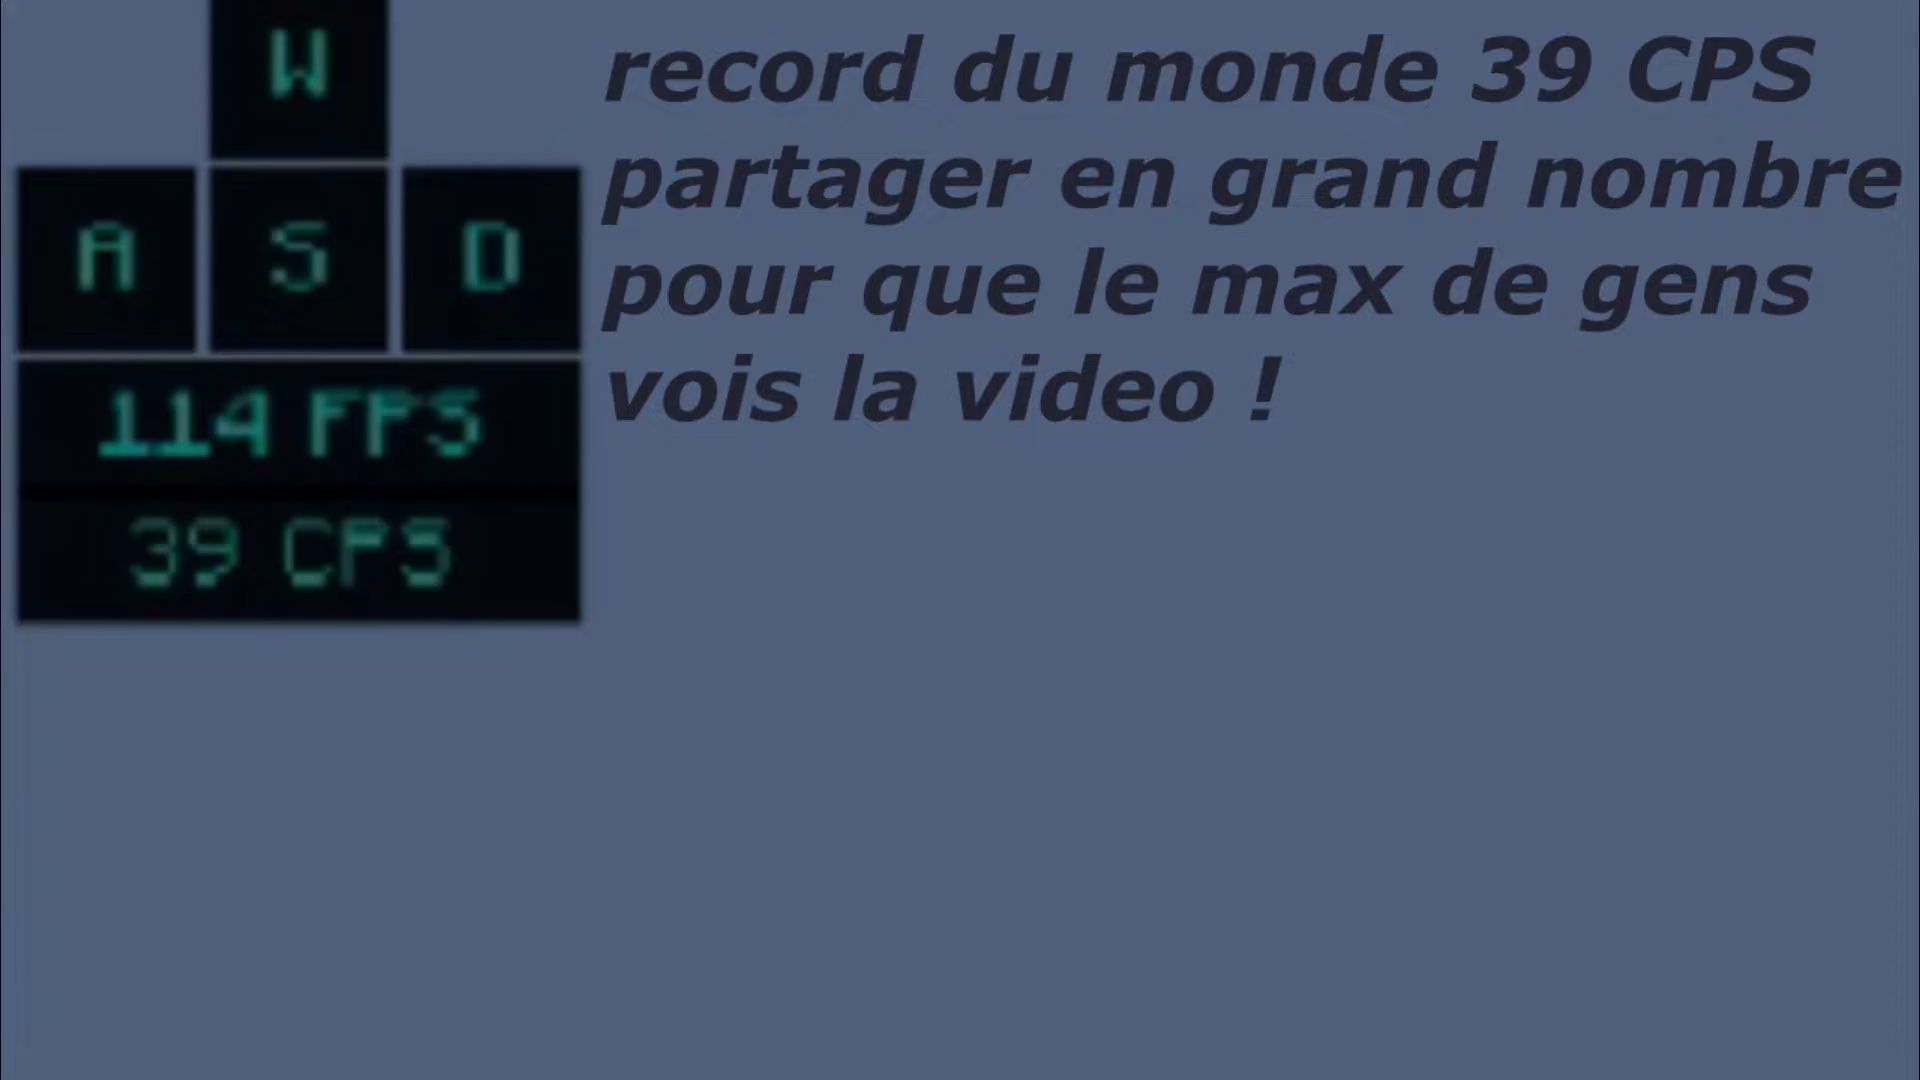 W
A S D
114 FPS
39 CPS
record du monde 39 CPS
partager en grand nombre
pour que le max de gens
vois la video !